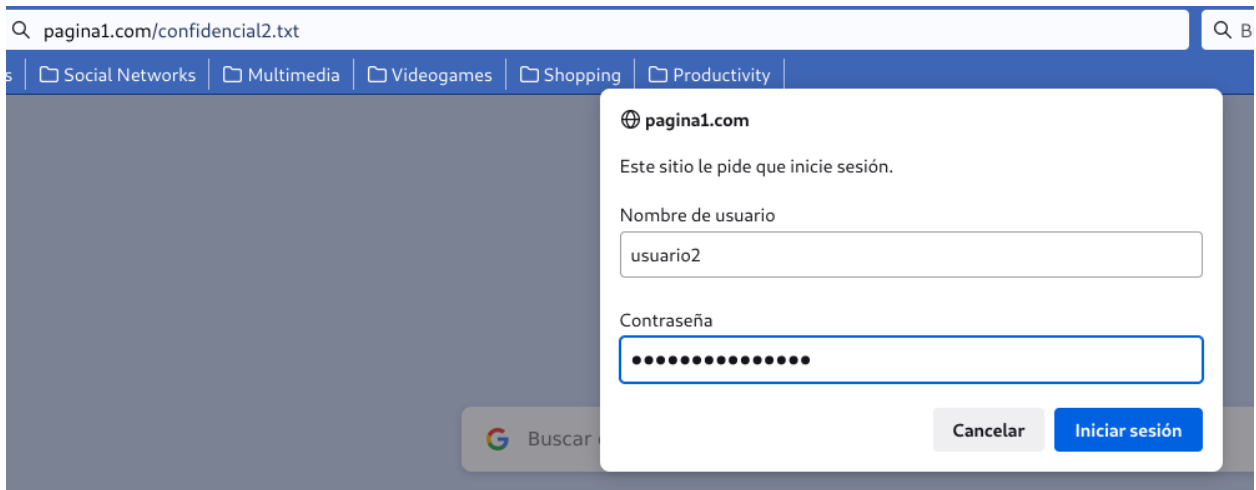 pagina1.com/confidencial2.txt
s Social Networks Multimedia Videogames Shopping Productivity
pagina1.com
Este sitio le pide que inicie sesión.
Nombre de usuario
usuario2
Contraseña
•••••••••••••••
Cancelar Iniciar sesión
Buscar